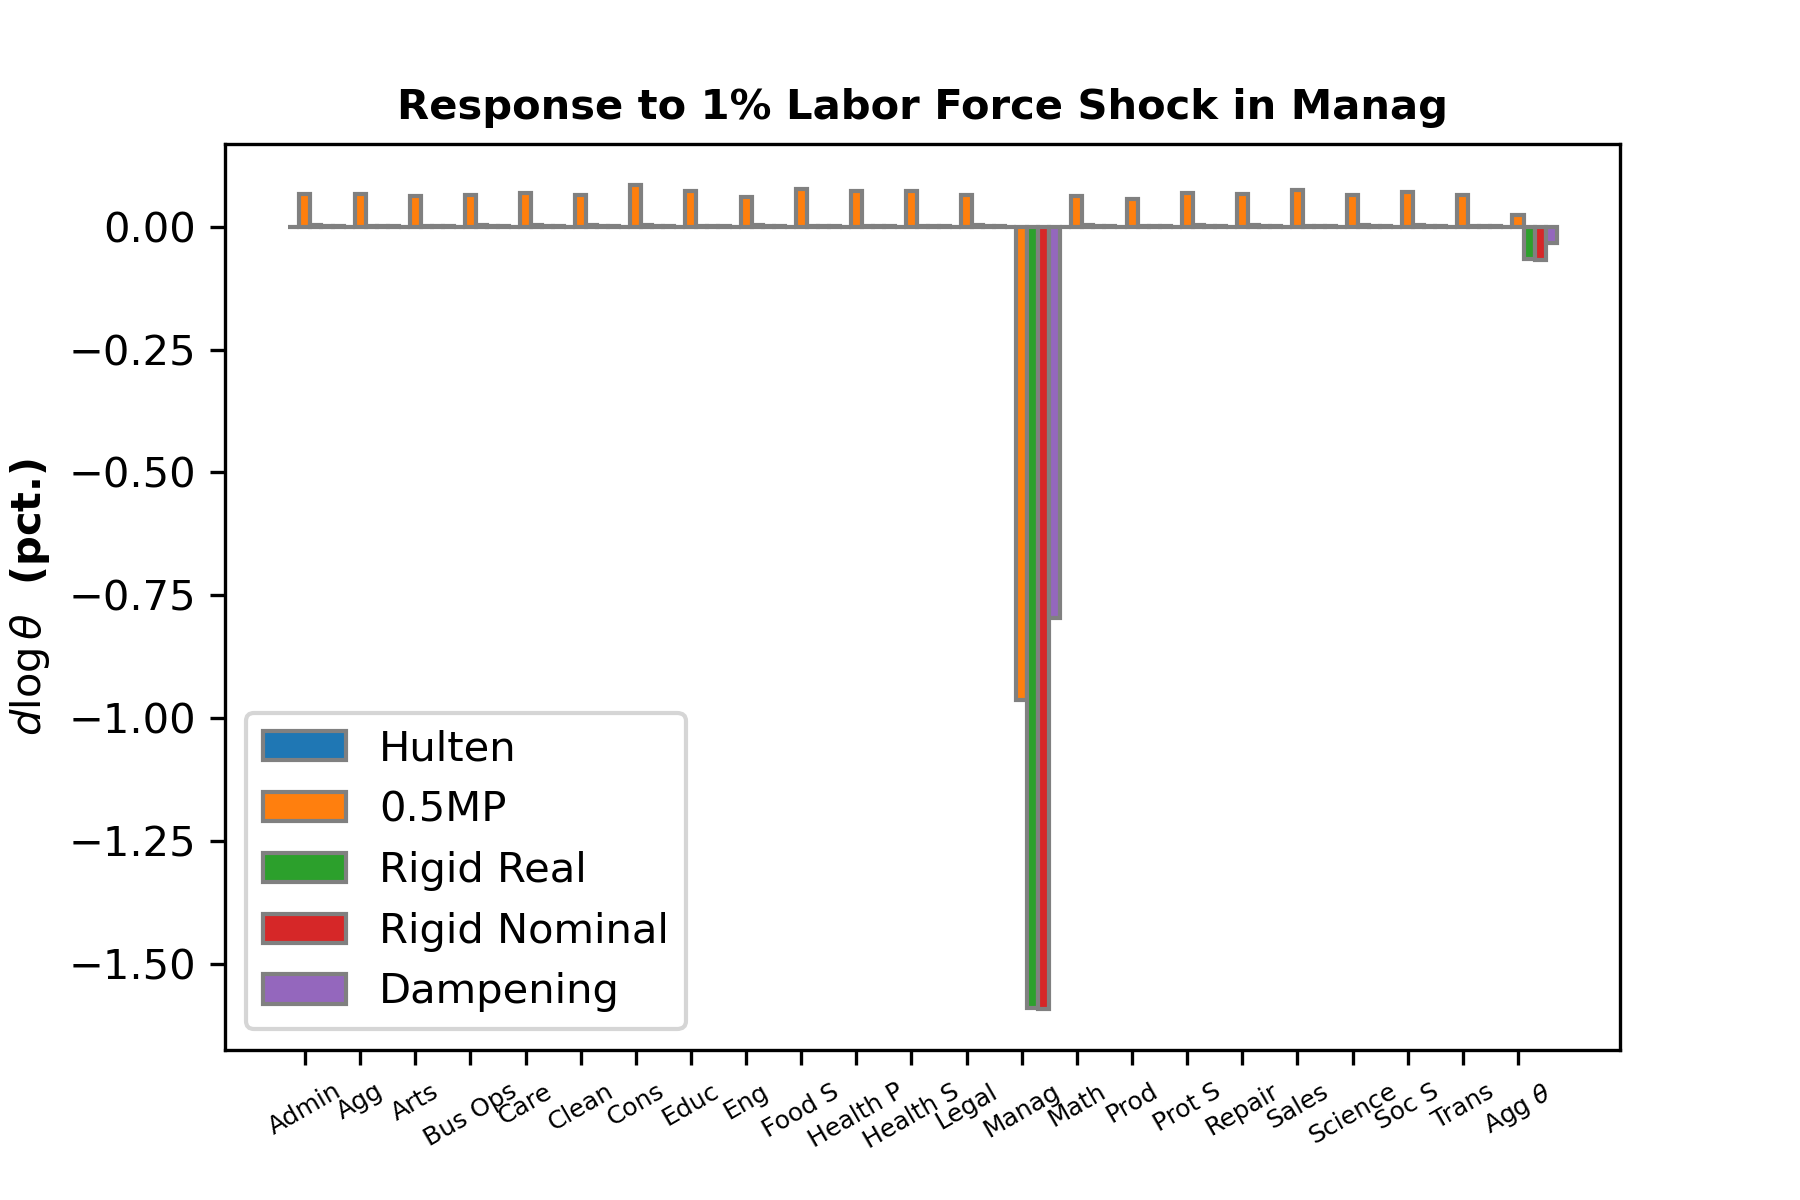 Response to 1% Labor Force Shock in Manag
d log θ (pct.)
0.00
−0.25
−0.50
−0.75
−1.00
−1.25
−1.50
Hulten
0.5MP
Rigid Real
Rigid Nominal
Dampening
Admin
Agg
Arts
Bus Ops
Care
Clean
Cons
Educ
Eng
Food S
Health P
Health S
Legal
Manag
Math
Prod
Prot S
Repair
Sales
Science
Soc S
Trans
Agg θ